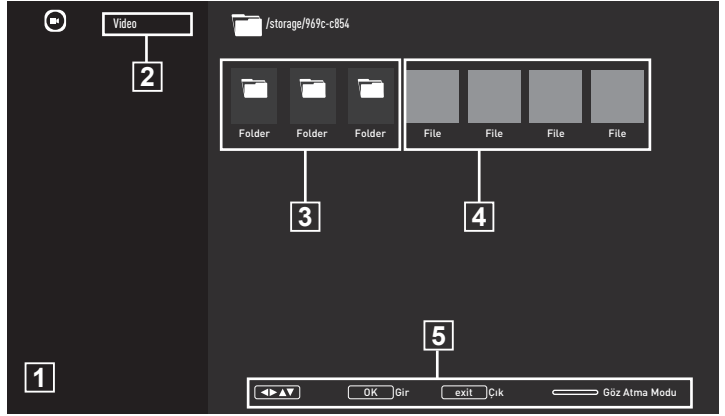 Video
/storage/969c-c854
2
Folder Folder Folder File File File File
3 4
5
1
◄►▲▼ OK Gir exit Çık Göz Atma Modu